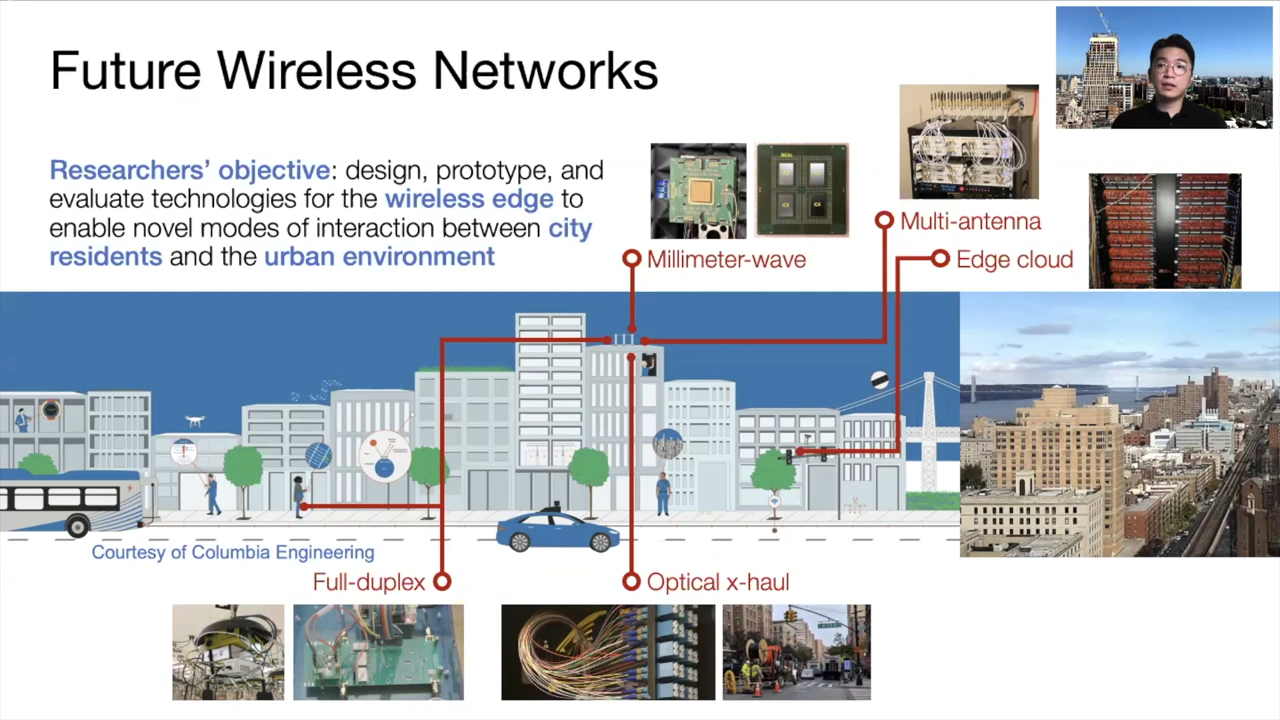 Future Wireless Networks
Researchers' objective: design, prototype, and
evaluate technologies for the wireless edge to
enable novel modes of interaction between city
residents and the urban environment
Multi-antenna
Millimeter-wave
Edge cloud
Courtesy of Columbia Engineering
Full-duplex
Optical x-haul